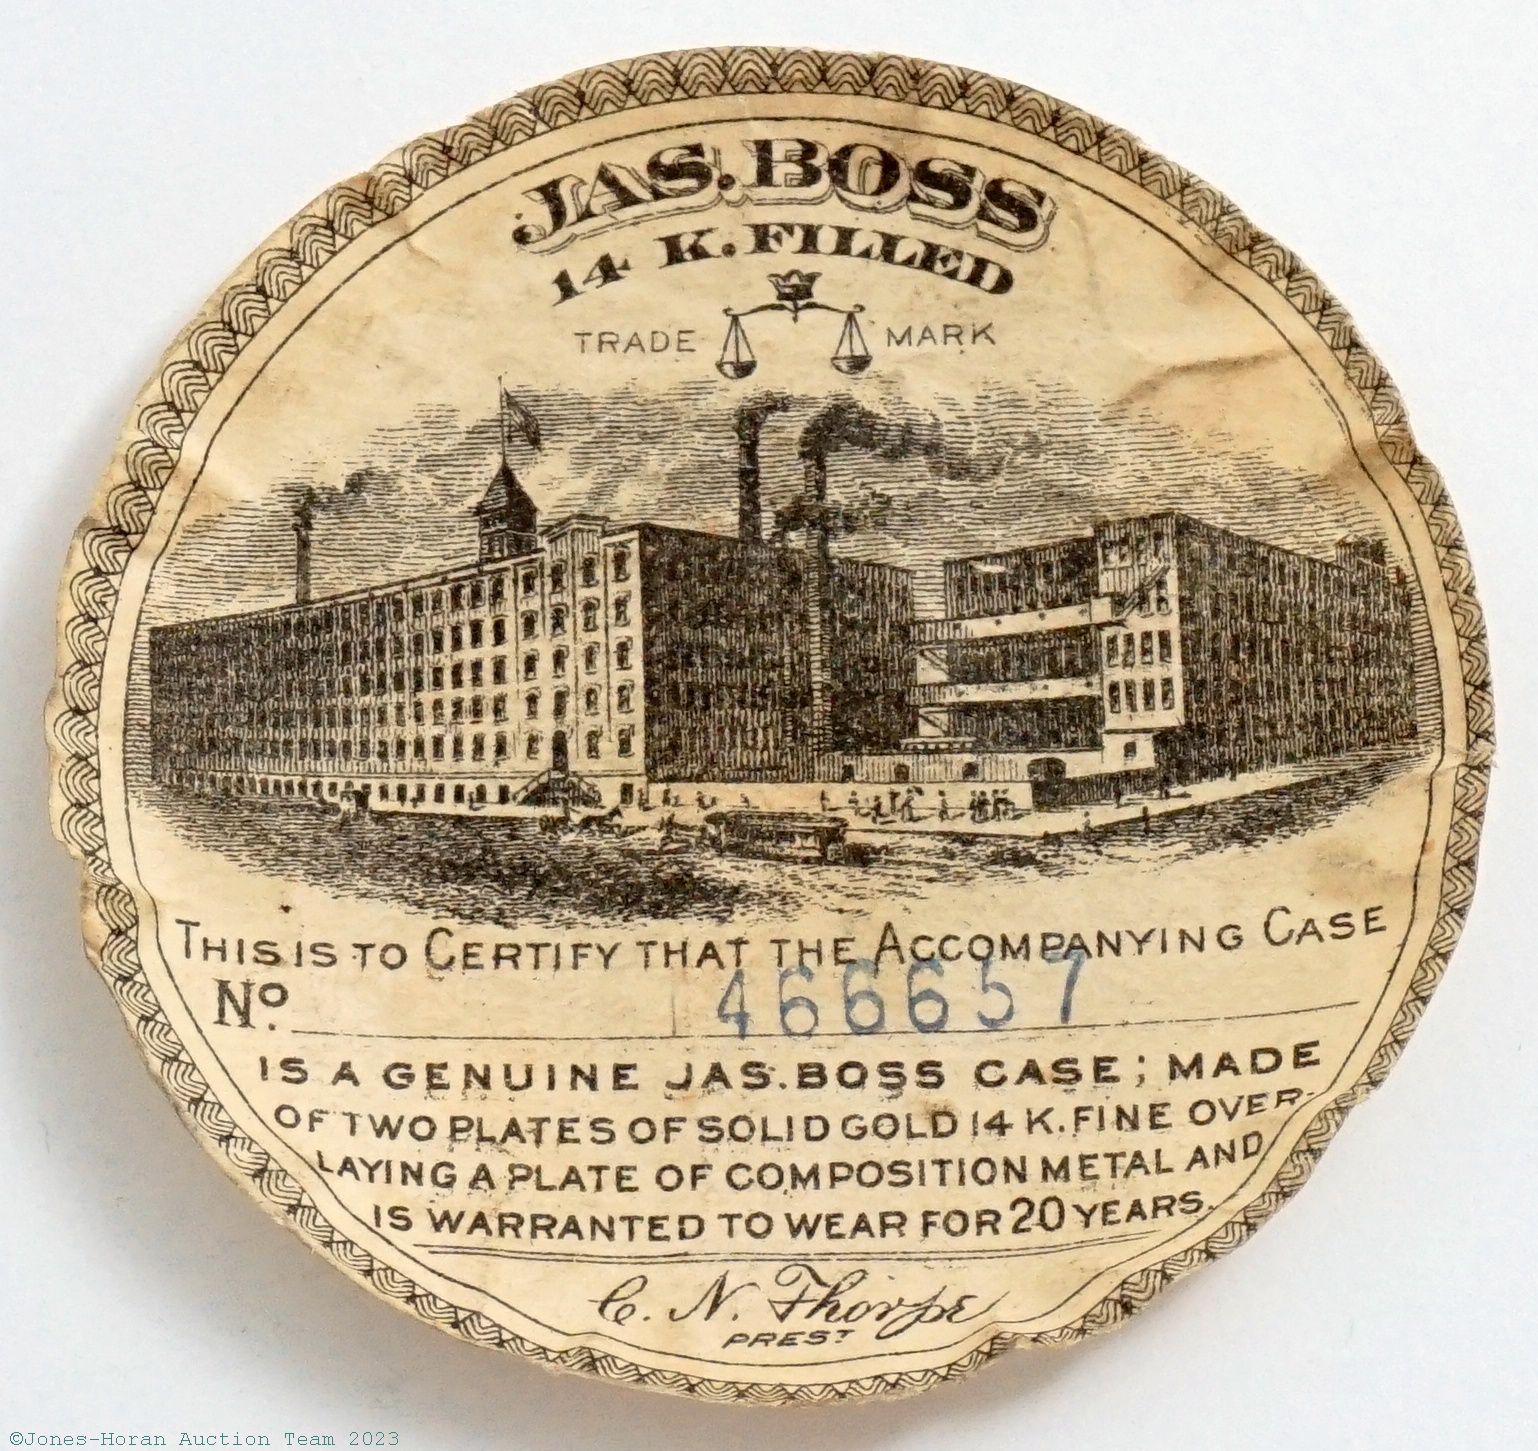 JAS. BOSS
14 K. FILLED
TRADE MARK
THIS IS TO CERTIFY THAT THE ACCOMPANYING CASE
No. 466657
IS A GENUINE JAS. BOSS CASE; MADE
OF TWO PLATES OF SOLID GOLD 14 K. FINE OVER-
LAYING A PLATE OF COMPOSITION METAL AND
IS WARRANTED TO WEAR FOR 20 YEARS.
C. N. Thorpe
PREST
©Jones-Horan Auction Team 2023